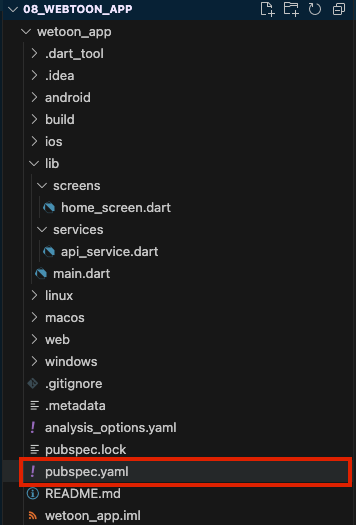 08_WEBTOON_APP
wetoon_app
.dart_tool
.idea
android
build
ios
lib
screens
home_screen.dart
services
api_service.dart
main.dart
linux
macos
web
windows
.gitignore
.metadata
analysis_options.yaml
pubspec.lock
! pubspec.yaml
README.md
wetoon_app.iml